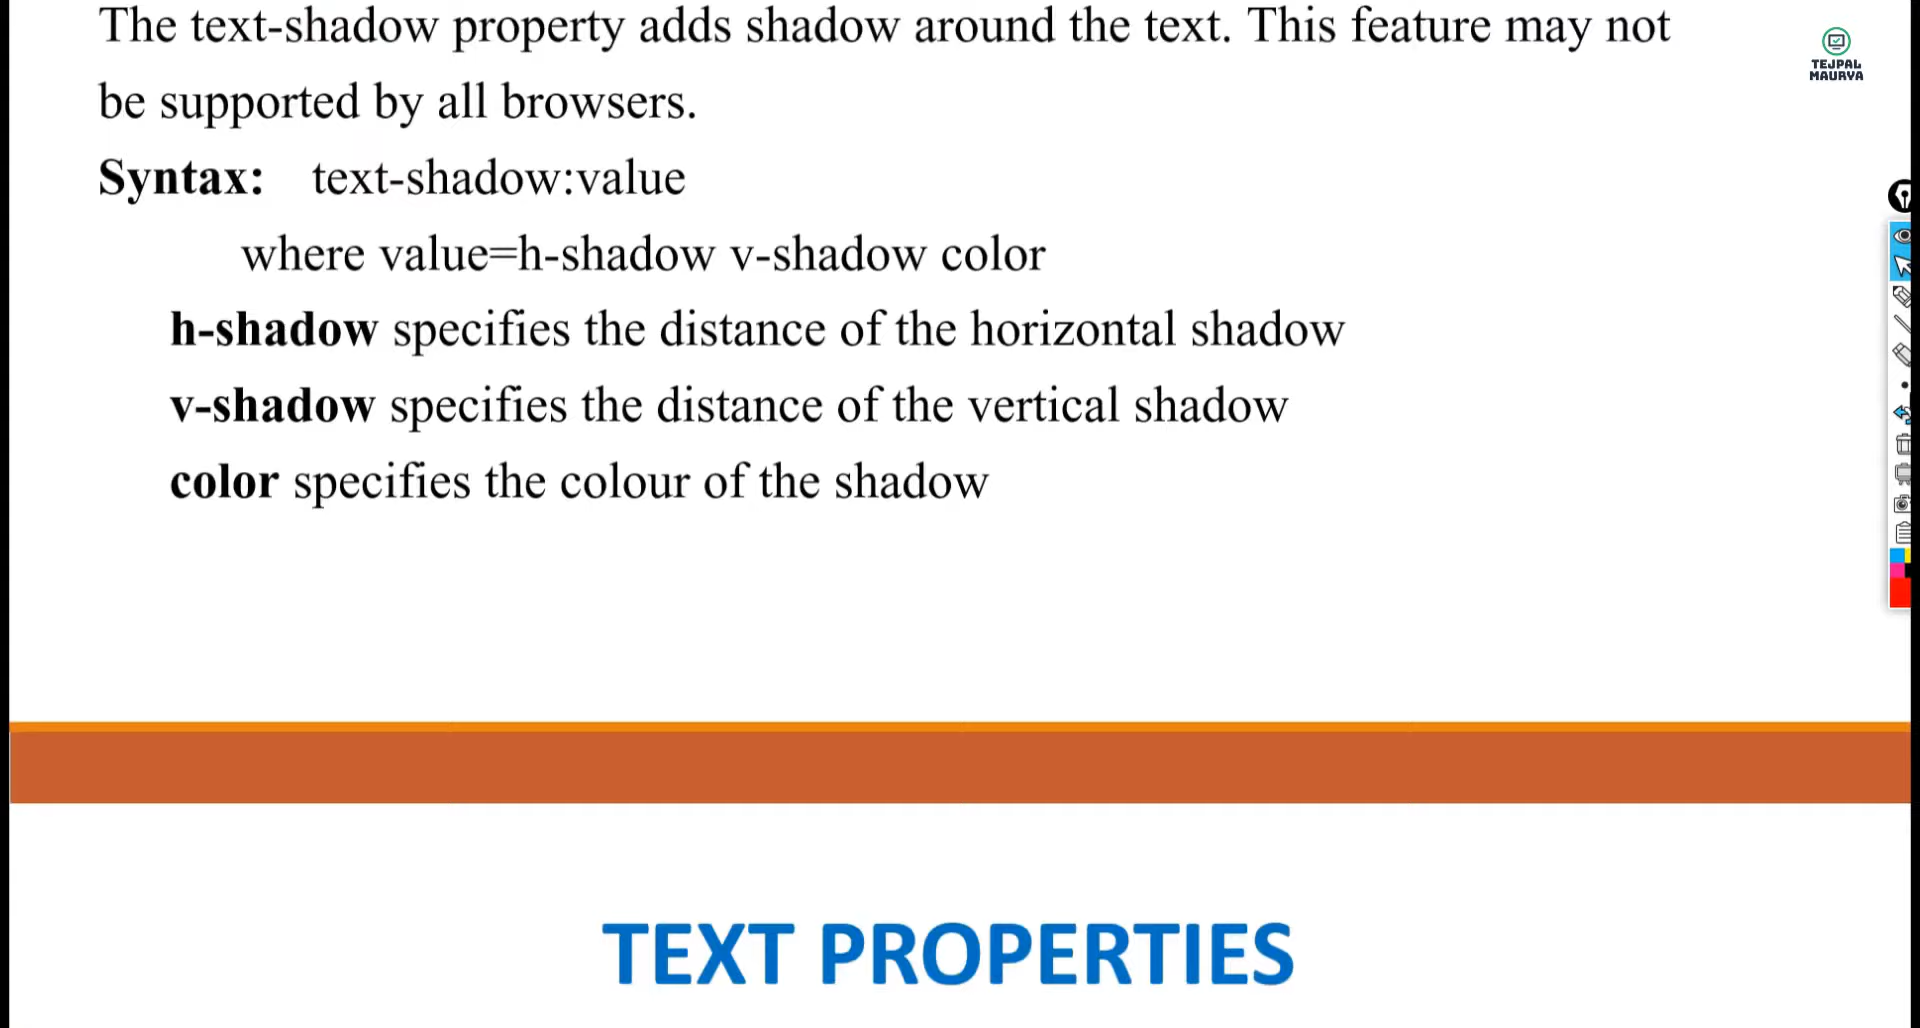 The text-shadow property adds shadow around the text. This feature may not
be supported by all browsers.
Syntax: text-shadow:value
where value=h-shadow v-shadow color
h-shadow specifies the distance of the horizontal shadow
v-shadow specifies the distance of the vertical shadow
color specifies the colour of the shadow
TEXT PROPERTIES
TEJPAL
MAURYA